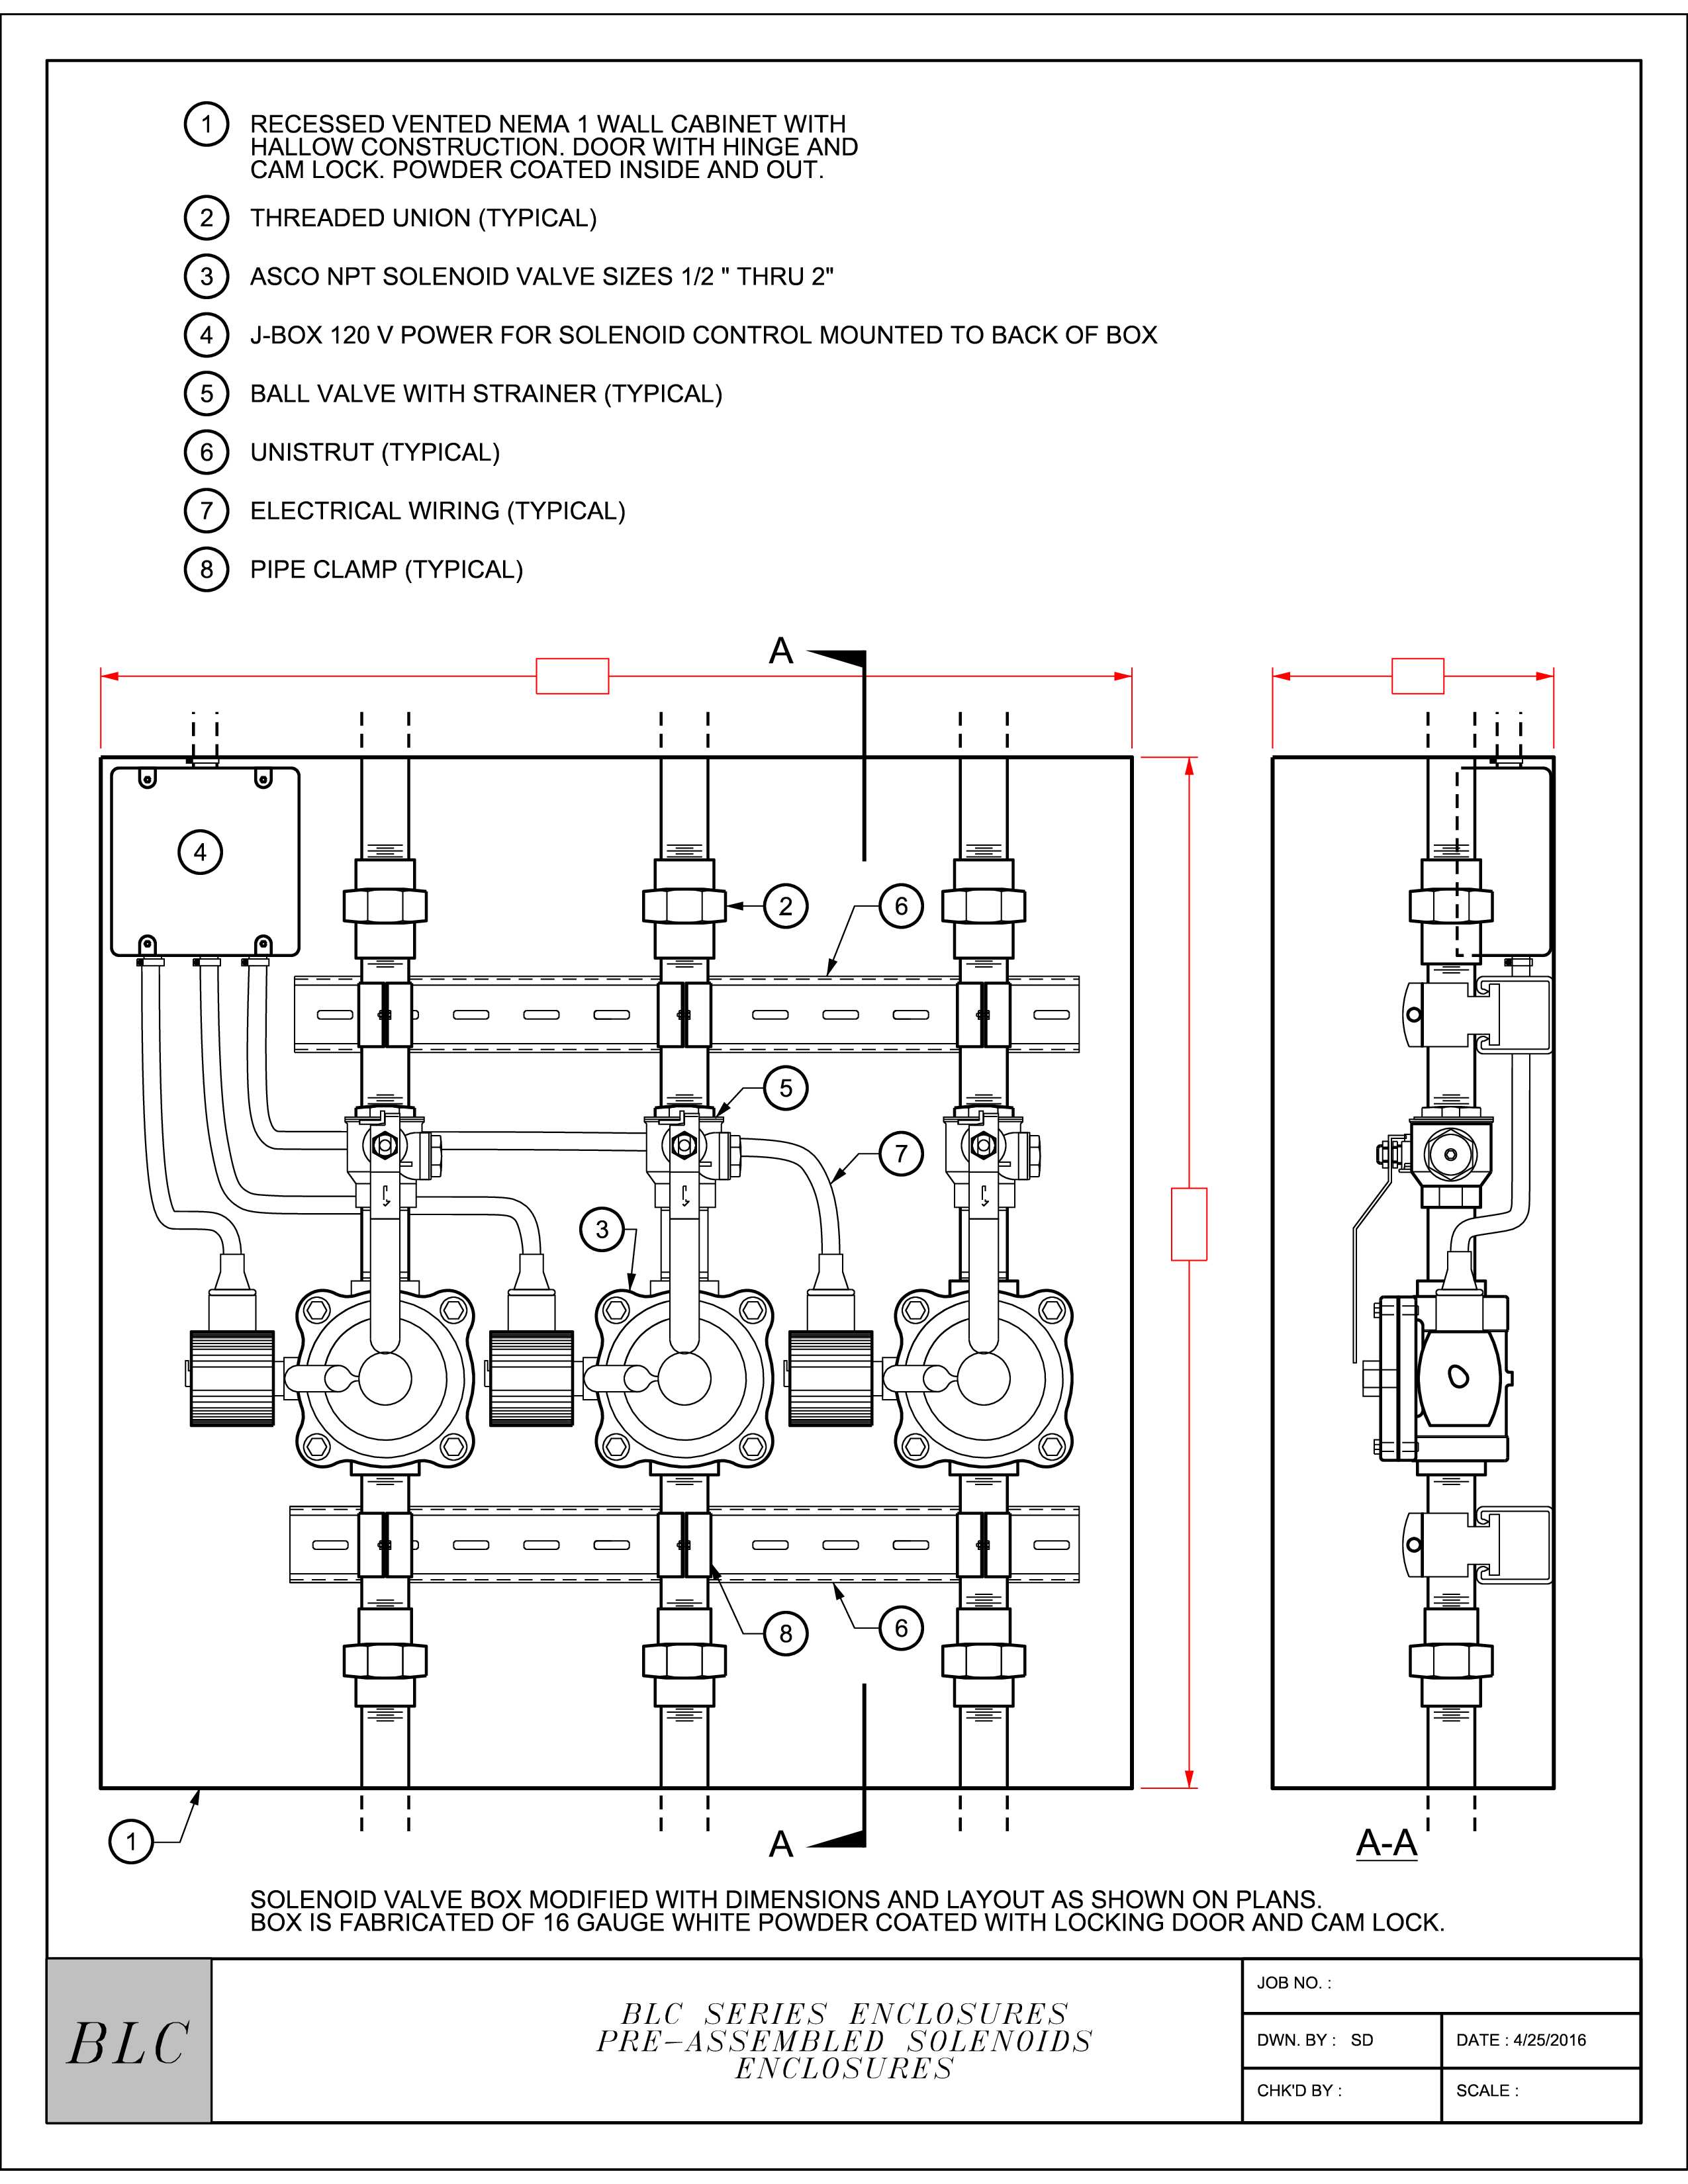 1 RECESSED VENTED NEMA 1 WALL CABINET WITH
HALLOW CONSTRUCTION. DOOR WITH HINGE AND
CAM LOCK. POWDER COATED INSIDE AND OUT.
2 THREADED UNION (TYPICAL)
3 ASCO NPT SOLENOID VALVE SIZES 1/2 " THRU 2"
4 J-BOX 120 V POWER FOR SOLENOID CONTROL MOUNTED TO BACK OF BOX
5 BALL VALVE WITH STRAINER (TYPICAL)
6 UNISTRUT (TYPICAL)
7 ELECTRICAL WIRING (TYPICAL)
8 PIPE CLAMP (TYPICAL)
A
4
2
6
5
7
3
8
6
1
A
A-A
SOLENOID VALVE BOX MODIFIED WITH DIMENSIONS AND LAYOUT AS SHOWN ON PLANS.
BOX IS FABRICATED OF 16 GAUGE WHITE POWDER COATED WITH LOCKING DOOR AND CAM LOCK.
BLC
BLC SERIES ENCLOSURES
PRE-ASSEMBLED SOLENOIDS
ENCLOSURES
JOB NO. :
DWN. BY : SD
DATE : 4/25/2016
CHK'D BY :
SCALE :